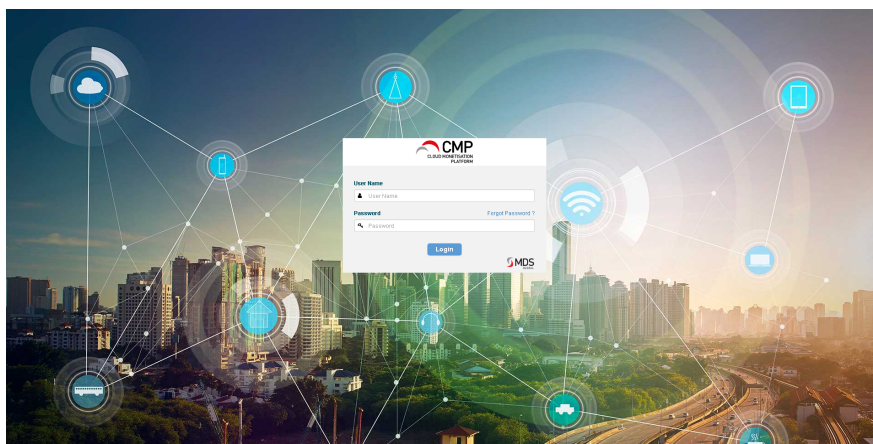 CMP
CLOUD MONETISATION
PLATFORM
User Name
User Name
Password
Forgot Password ?
Password
Login
MDS